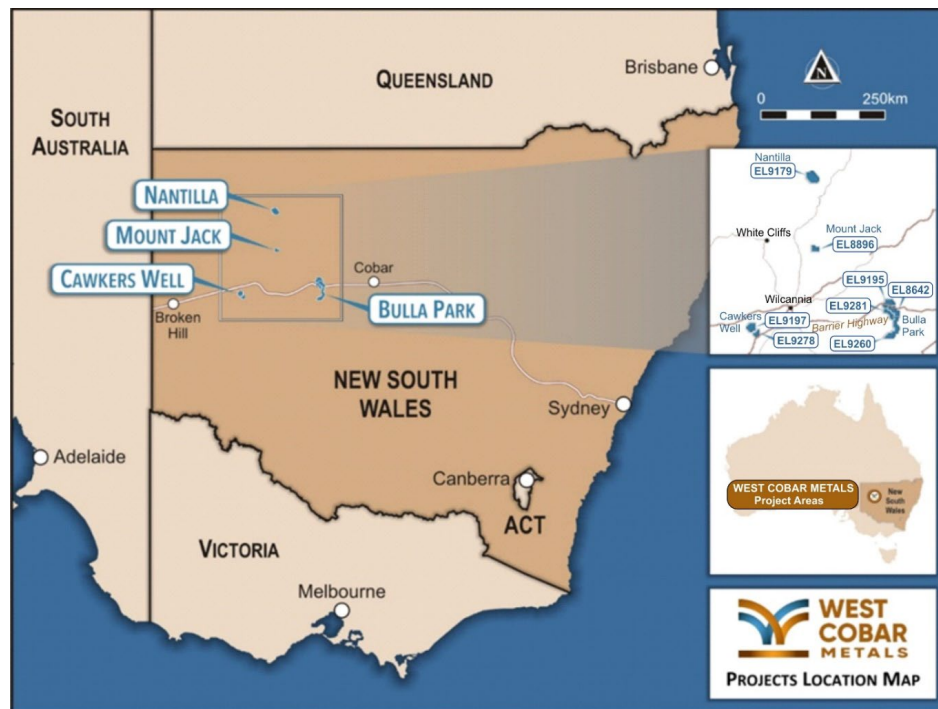 QUEENSLAND
Brisbane
N
0 250km
SOUTH
AUSTRALIA
NANTILLA
MOUNT JACK
CAWKERS WELL
Cobar
Broken
Hill
BULLA PARK
NEW SOUTH
WALES
Sydney
Adelaide
Canberra
ACT
VICTORIA
Melbourne
Nantilla
EL9179
White Cliffs
Mount Jack
EL8896
EL9195
EL8642
Wilcannia
EL9281
Cawkers
Well
EL9197
Barrier Highway
Bulla
Park
EL9278
EL9260
WEST COBAR METALS
Project Areas
New
South
Wales
WEST
COBAR
METALS
PROJECTS LOCATION MAP